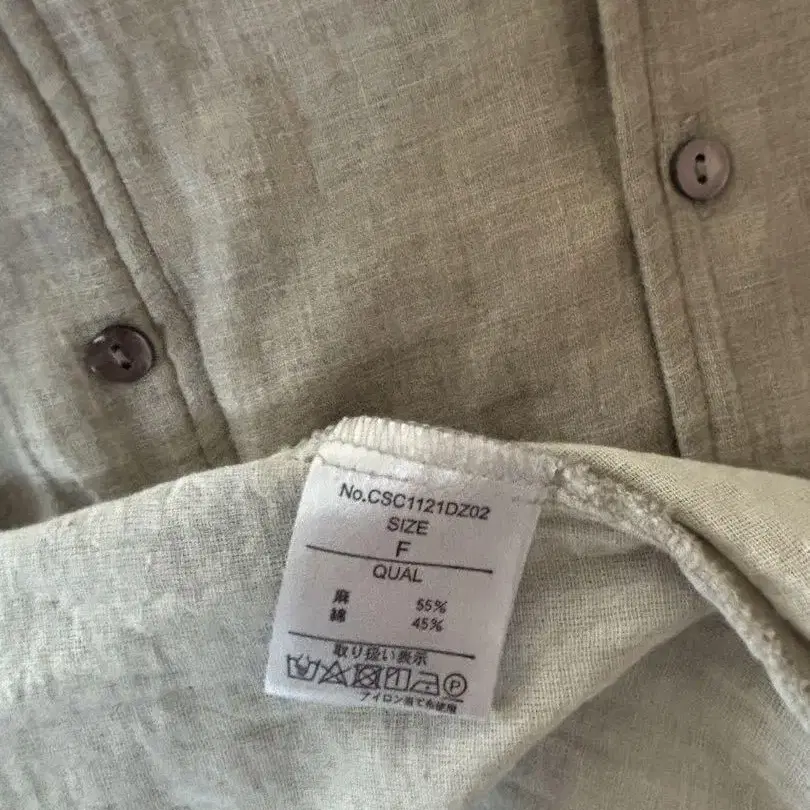 No.CSC1121DZ02
SIZE
F
QUAL
麻 55%
綿 45%
取り扱い表示
P
アイロン当て布使用